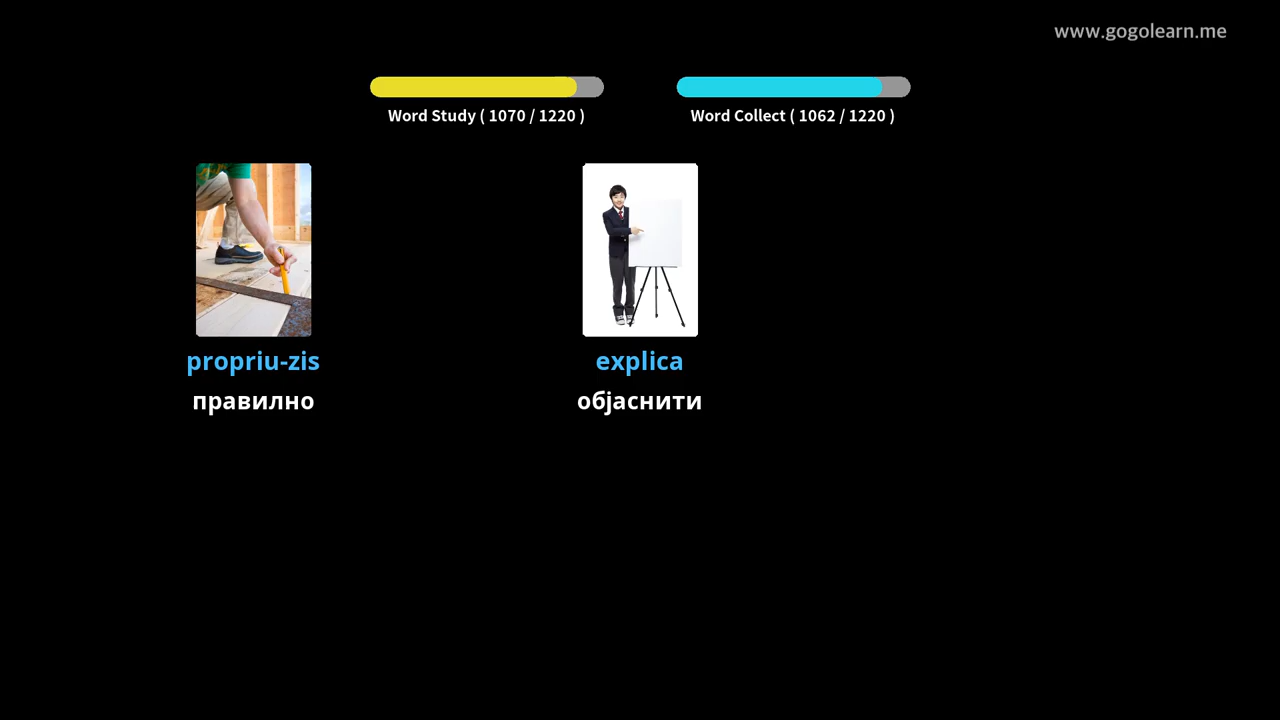 www.gogolearn.me
Word Study ( 1070 / 1220 )
Word Collect ( 1062 / 1220 )
propriu-zis
explica
правилно
објаснити